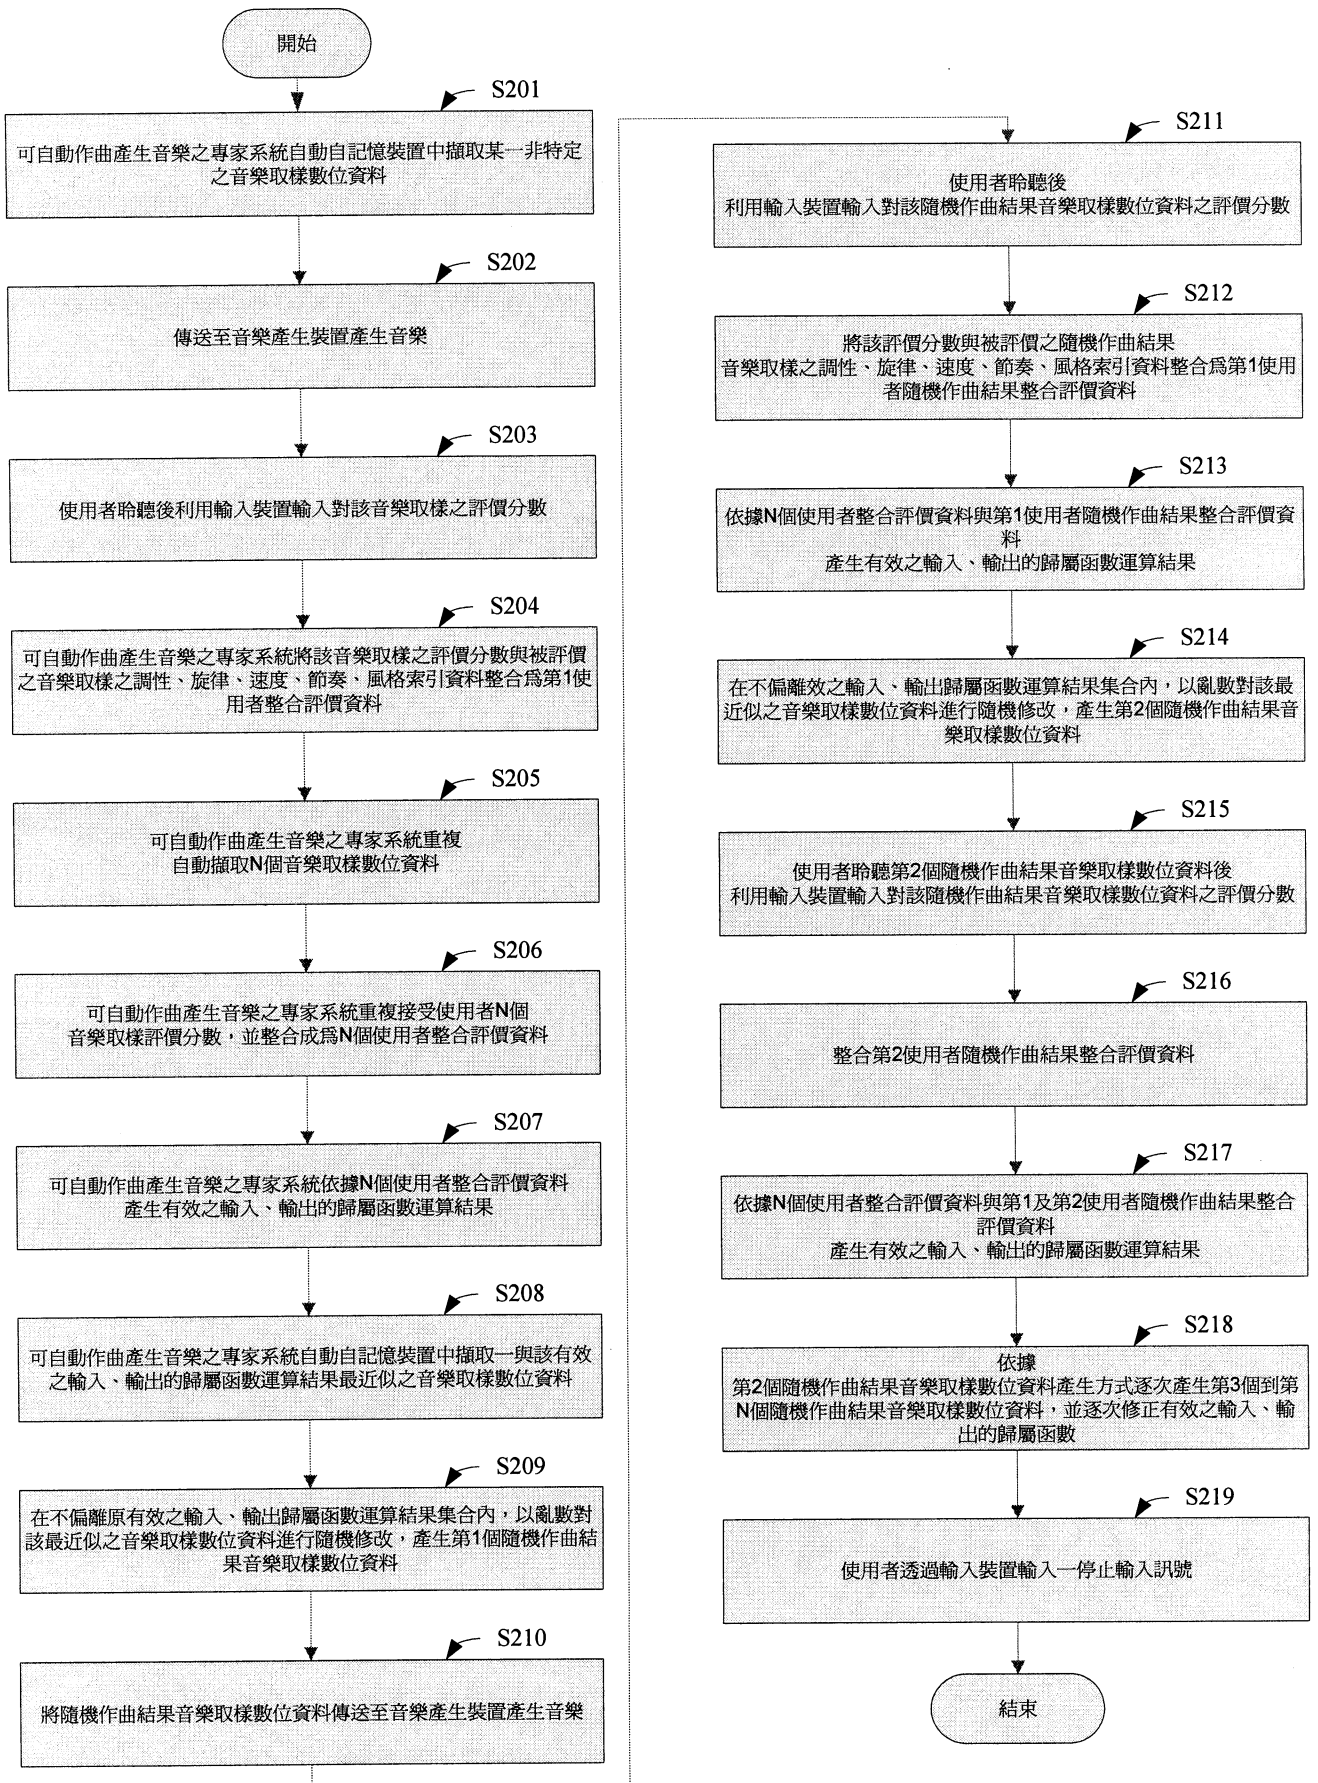 開始
S201
可自動作曲產生音樂之專家系統自動自記憶裝置中擷取某一非特定
之音樂取樣數位資料
S202
傳送至音樂產生裝置產生音樂
S203
使用者聆聽後利用輸入裝置輸入對該音樂取樣之評價分數
S204
可自動作曲產生音樂之專家系統將該音樂取樣之評價分數與被評價
之音樂取樣之調性、旋律、速度、節奏、風格索引資料整合爲第1使
用者整合評價資料
S205
可自動作曲產生音樂之專家系統重複
自動擷取N個音樂取樣數位資料
S206
可自動作曲產生音樂之專家系統重複接受使用者N個
音樂取樣評價分數，並整合成爲N個使用者整合評價資料
S207
可自動作曲產生音樂之專家系統依據N個使用者整合評價資料
產生有效之輸入、輸出的歸屬函數運算結果
S208
可自動作曲產生音樂之專家系統自動自記憶裝置中擷取一與該有效
之輸入、輸出的歸屬函數運算結果最近似之音樂取樣數位資料
S209
在不偏離原有效之輸入、輸出歸屬函數運算結果集合內，以亂數對
該最近似之音樂取樣數位資料進行隨機修改，產生第1個隨機作曲結
果音樂取樣數位資料
S210
將隨機作曲結果音樂取樣數位資料傳送至音樂產生裝置產生音樂
S211
使用者聆聽後
利用輸入裝置輸入對該隨機作曲結果音樂取樣數位資料之評價分數
S212
將該評價分數與被評價之隨機作曲結果
音樂取樣之調性、旋律、速度、節奏、風格索引資料整合爲第1使用
者隨機作曲結果整合評價資料
S213
依據N個使用者整合評價資料與第1使用者隨機作曲結果整合評價資
料
產生有效之輸入、輸出的歸屬函數運算結果
S214
在不偏離效之輸入、輸出歸屬函數運算結果集合內，以亂數對該最
近似之音樂取樣數位資料進行隨機修改，產生第2個隨機作曲結果音
樂取樣數位資料
S215
使用者聆聽第2個隨機作曲結果音樂取樣數位資料後
利用輸入裝置輸入對該隨機作曲結果音樂取樣數位資料之評價分數
S216
整合第2使用者隨機作曲結果整合評價資料
S217
依據N個使用者整合評價資料與第1及第2使用者隨機作曲結果整合
評價資料
產生有效之輸入、輸出的歸屬函數運算結果
S218
依據
第2個隨機作曲結果音樂取樣數位資料產生方式逐次產生第3個到第
N個隨機作曲結果音樂取樣數位資料，並逐次修正有效之輸入、輸
出的歸屬函數
S219
使用者透過輸入裝置輸入一停止輸入訊號
結束